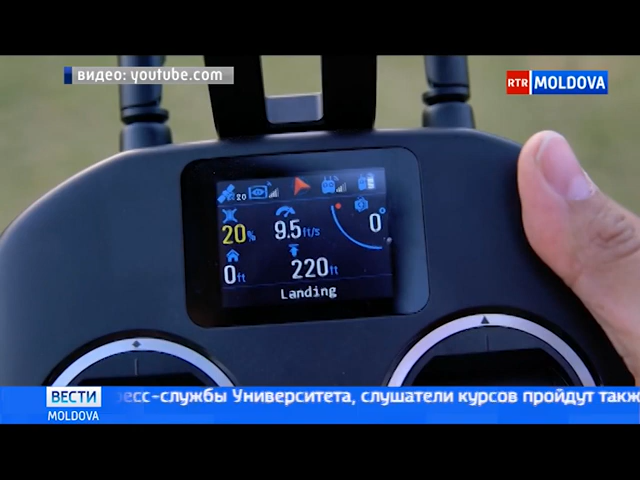 видео: youtube.com
RTR MOLDOVA
20
20%
9.5ft/s
0°
0ft
220ft
Landing
ВЕСТИ
MOLDOVA
есс-службы Университета, слушатели курсов пройдут такж